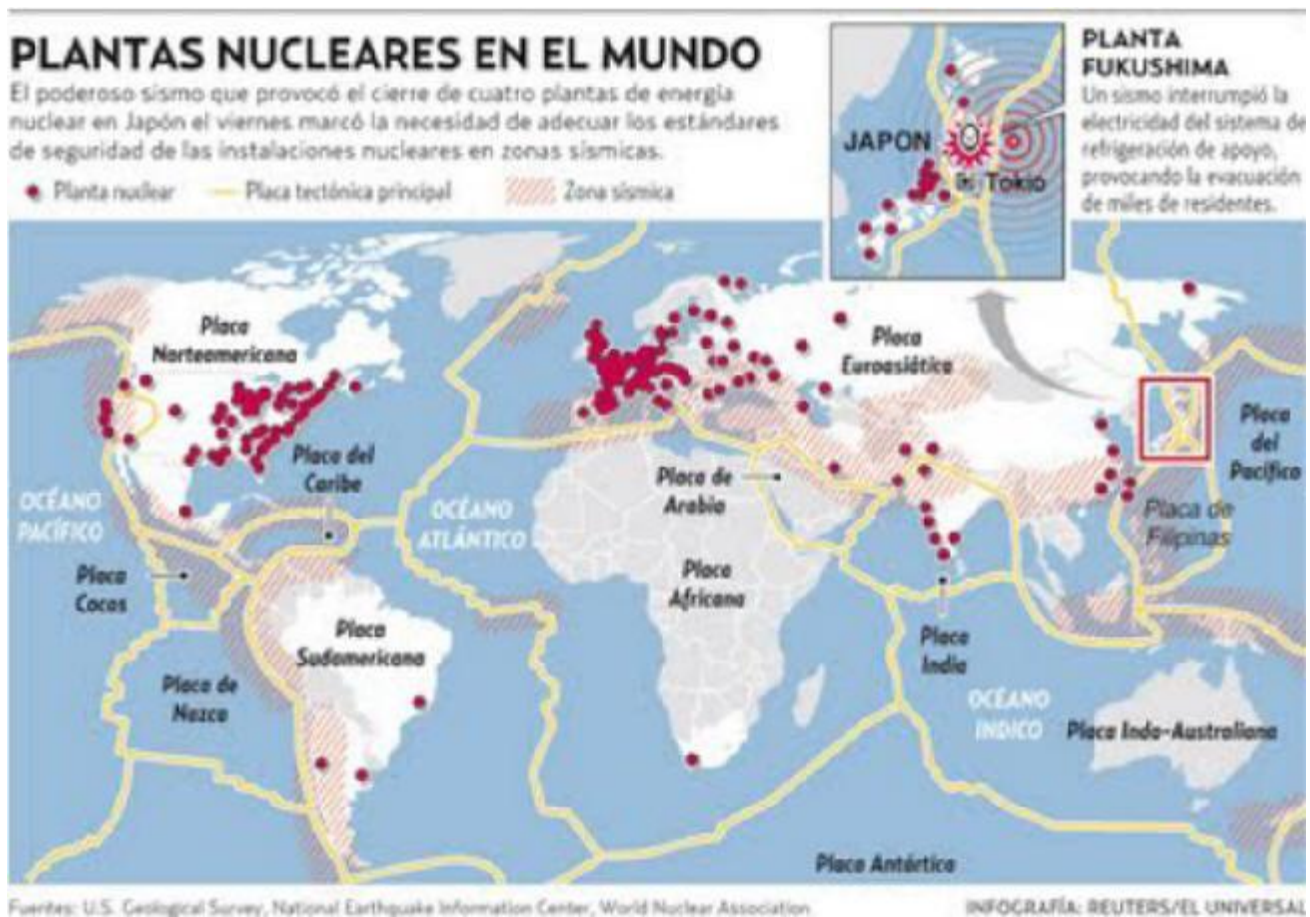 PLANTAS NUCLEARES EN EL MUNDO
El poderoso sismo que provocó el cierre de cuatro plantas de energía
nuclear en Japón el viernes marcó la necesidad de adecuar los estándares
de seguridad de las instalaciones nucleares en zonas sísmicas.
Planta nuclear
Placa tectónica principal
Zona sísmica
JAPON
Tokio
PLANTA
FUKUSHIMA
Un sismo interrumpió la
electricidad del sistema de
refrigeración de apoyo,
provocando la evacuación
de miles de residentes.
Placa
Norteamericana
Placa
Euroasiática
Placa
del
Pacífico
Placa del
Caribe
Placa de
Arabia
OCÉANO
PACÍFICO
OCÉANO
ATLÁNTICO
Placa de
Filipinas
Placa
Cocos
Placa
Africana
Placa
Sudamericana
Placa
India
Placa de
Nazca
OCÉANO
ÍNDICO
Placa Indo-Australiana
Placa Antártica
Fuentes: U.S. Geological Survey, National Earthquake Information Center, World Nuclear Association
INFOGRAFÍA: REUTERS/EL UNIVERSAL